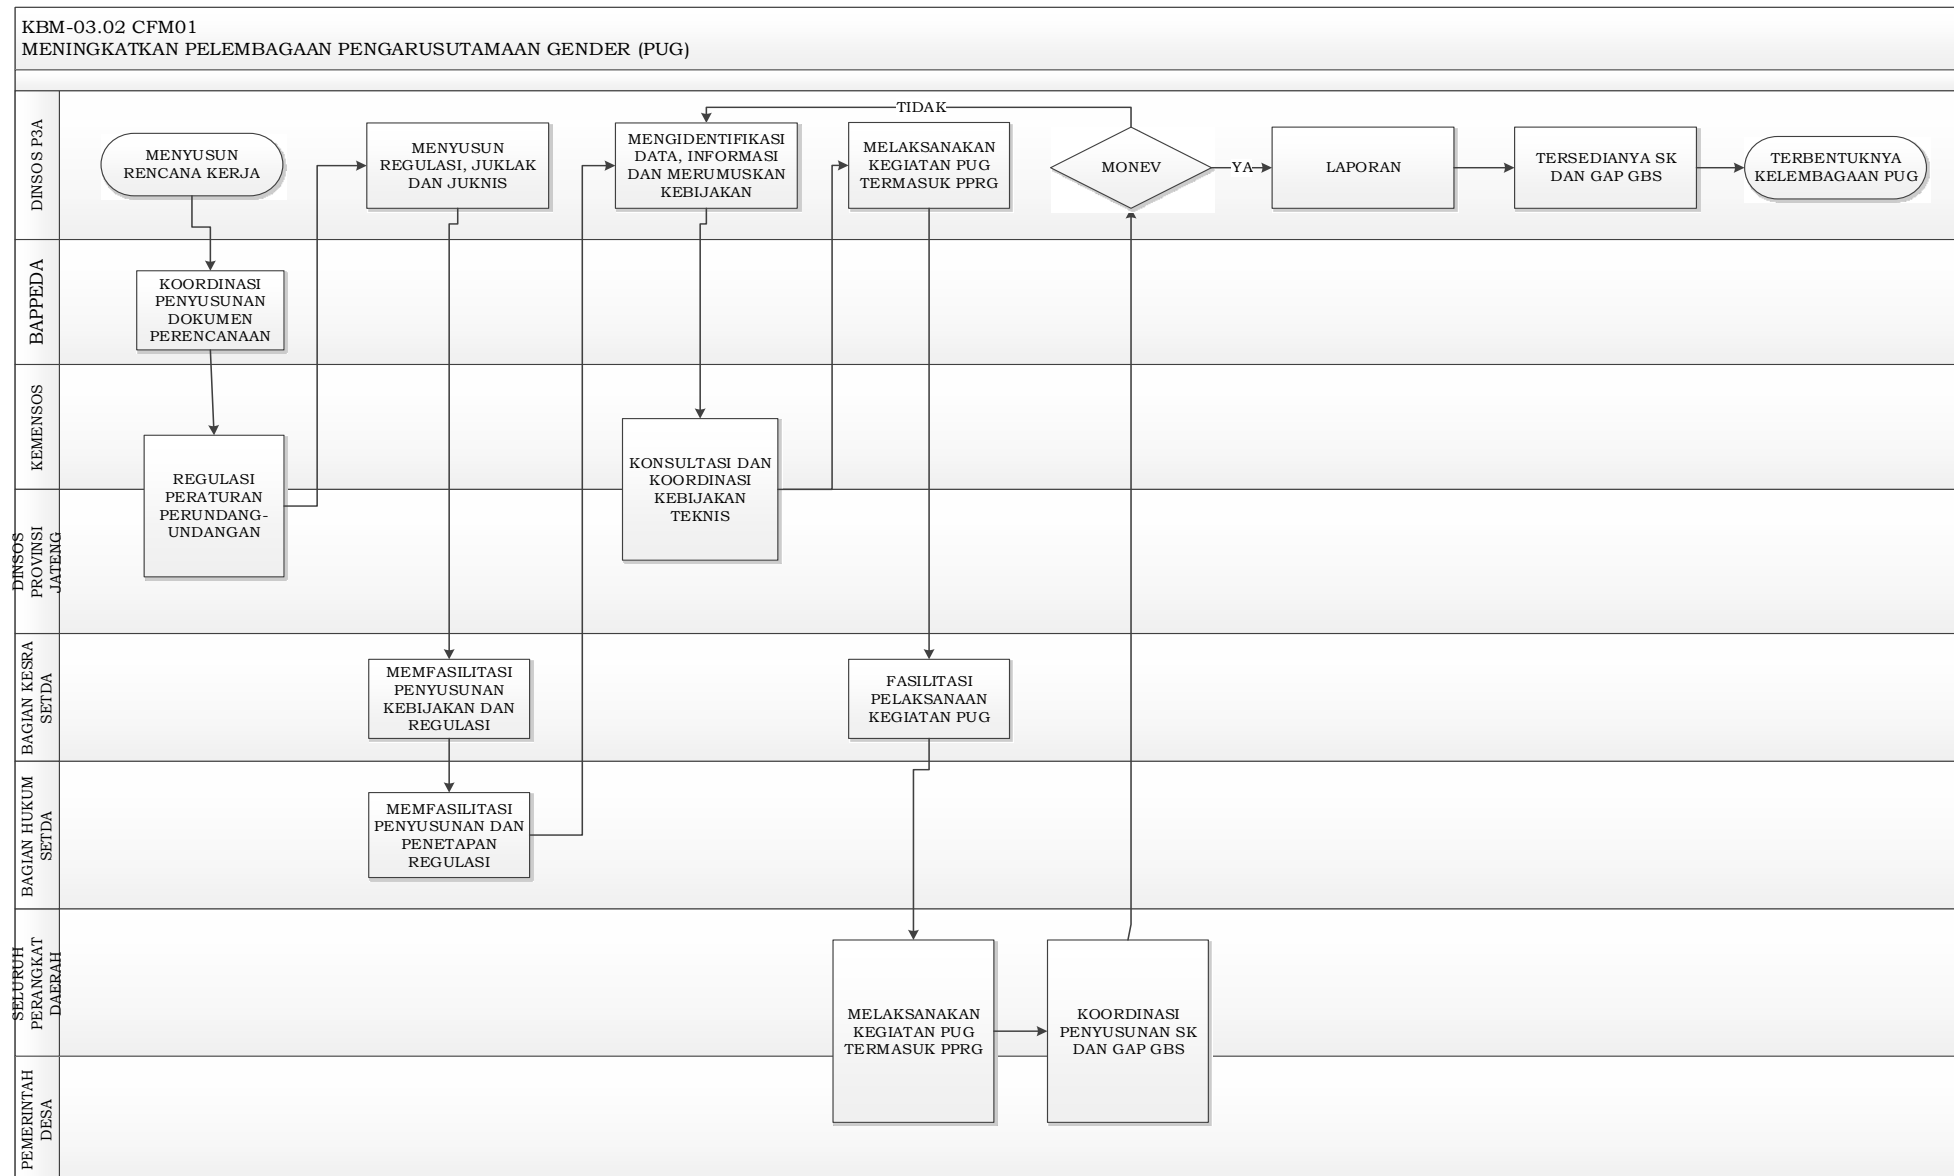 KBM-03.02 CFM01
MENINGKATKAN PELEMBAGAAN PENGARUSUTAMAAN GENDER (PUG)
DINSOS P3A
MENYUSUN
RENCANA KERJA
MENYUSUN
REGULASI, JUKLAK
DAN JUKNIS
MENGIDENTIFIKASI
DATA, INFORMASI
DAN MERUMUSKAN
KEBIJAKAN
TIDAK
MELAKSANAKAN
KEGIATAN PUG
TERMASUK PPRG
MONEV
YA
LAPORAN
TERSEDIANYA SK
DAN GAP GBS
TERBENTUKNYA
KELEMBAGAAN PUG
BAPPEDA
KOORDINASI
PENYUSUNAN
DOKUMEN
PERENCANAAN
KEMENSOS
REGULASI
PERATURAN
PERUNDANG-
UNDANGAN
KONSULTASI DAN
KOORDINASI
KEBIJAKAN
TEKNIS
DINSOS
PROVINSI
JATENG
BAGIAN KESRA
SETDA
MEMFASILITASI
PENYUSUNAN
KEBIJAKAN DAN
REGULASI
FASILITASI
PELAKSANAAN
KEGIATAN PUG
BAGIAN HUKUM
SETDA
MEMFASILITASI
PENYUSUNAN DAN
PENETAPAN
REGULASI
SELURUH
PERANGKAT
DAERAH
MELAKSANAKAN
KEGIATAN PUG
TERMASUK PPRG
KOORDINASI
PENYUSUNAN SK
DAN GAP GBS
PEMERINTAH
DESA